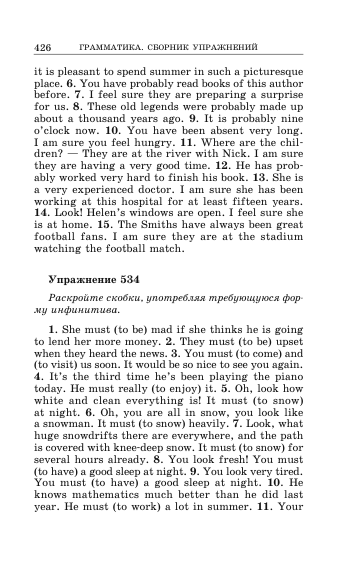 426 ГРАММАТИКА. СБОРНИК УПРАЖНЕНИЙ
it is pleasant to spend summer in such a picturesque
place. 6. You have probably read books of this author
before. 7. I feel sure they are preparing a surprise
for us. 8. These old legends were probably made up
about a thousand years ago. 9. It is probably nine
o'clock now. 10. You have been absent very long.
I am sure you feel hungry. 11. Where are the chil-
dren? — They are at the river with Nick. I am sure
they are having a very good time. 12. He has prob-
ably worked very hard to finish his book. 13. She is
a very experienced doctor. I am sure she has been
working at this hospital for at least fifteen years.
14. Look! Helen's windows are open. I feel sure she
is at home. 15. The Smiths have always been great
football fans. I am sure they are at the stadium
watching the football match.
Упражнение 534
Раскройте скобки, употребляя требующуюся фор-
му инфинитива.
1. She must (to be) mad if she thinks he is going
to lend her more money. 2. They must (to be) upset
when they heard the news. 3. You must (to come) and
(to visit) us soon. It would be so nice to see you again.
4. It's the third time he's been playing the piano
today. He must really (to enjoy) it. 5. Oh, look how
white and clean everything is! It must (to snow)
at night. 6. Oh, you are all in snow, you look like
a snowman. It must (to snow) heavily. 7. Look, what
huge snowdrifts there are everywhere, and the path
is covered with knee-deep snow. It must (to snow) for
several hours already. 8. You look fresh! You must
(to have) a good sleep at night. 9. You look very tired.
You must (to have) a good sleep at night. 10. He
knows mathematics much better than he did last
year. He must (to work) a lot in summer. 11. Your